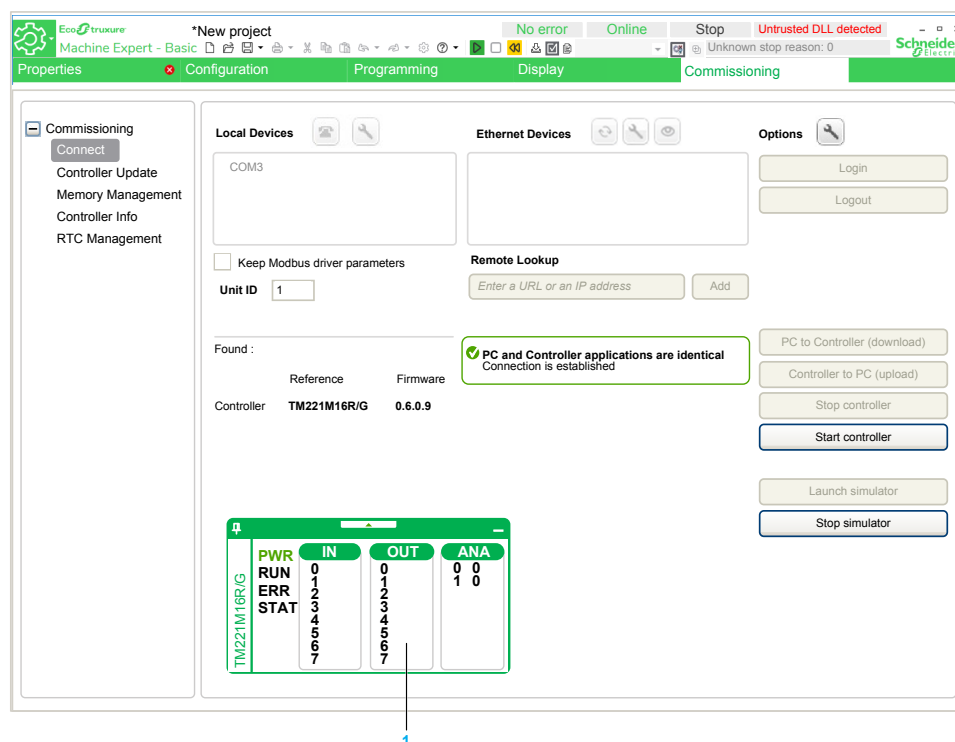 EcoStruxure
Machine Expert - Basic
*New project
No error Online Stop Untrusted DLL detected
Unknown stop reason: 0
Schneide
Electri
Properties Configuration Programming Display Commissioning
Commissioning
Connect
Controller Update
Memory Management
Controller Info
RTC Management
Local Devices Ethernet Devices Options
COM3
Login
Logout
Keep Modbus driver parameters
Unit ID 1
Remote Lookup
Enter a URL or an IP address Add
Found :
Reference Firmware
Controller TM221M16R/G 0.6.0.9
PC and Controller applications are identical
Connection is established
PC to Controller (download)
Controller to PC (upload)
Stop controller
Start controller
Launch simulator
Stop simulator
TM221M16R/G
PWR
RUN
ERR
STAT
IN
0
1
2
3
4
5
6
7
OUT
0
1
2
3
4
5
6
7
ANA
0 0
1 0
1